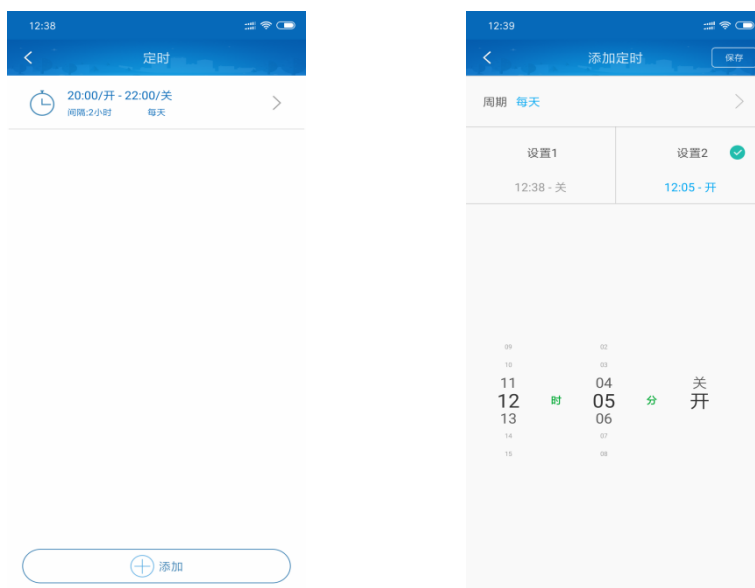 12:38
定时
20:00/开 - 22:00/关
间隔:2小时 每天
添加
12:39
添加定时
保存
周期 每天
设置1 设置2
12:38 - 关 12:05 - 开
09 02
10 03
11 04 关
12 时 05 分 开
13 06
14 07
15 08